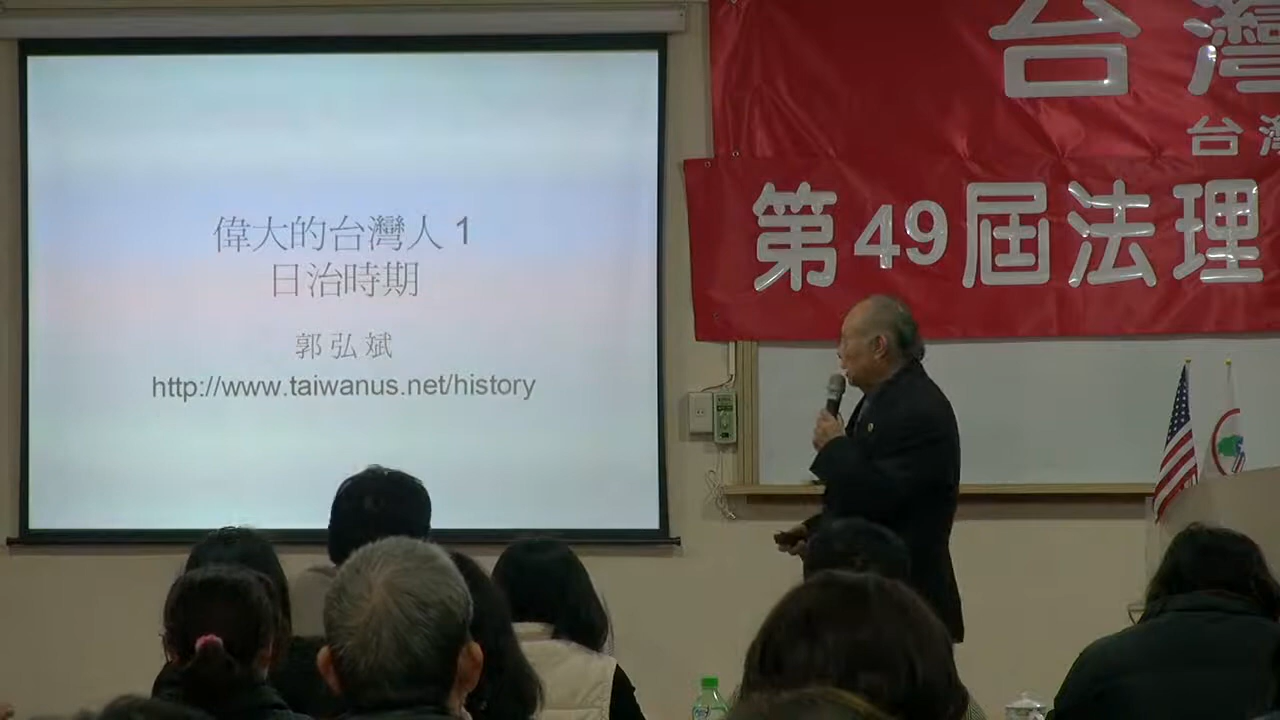 偉大的台灣人 1
日治時期
郭弘斌
http://www.taiwanus.net/history
台灣
台灣
第49屆法理